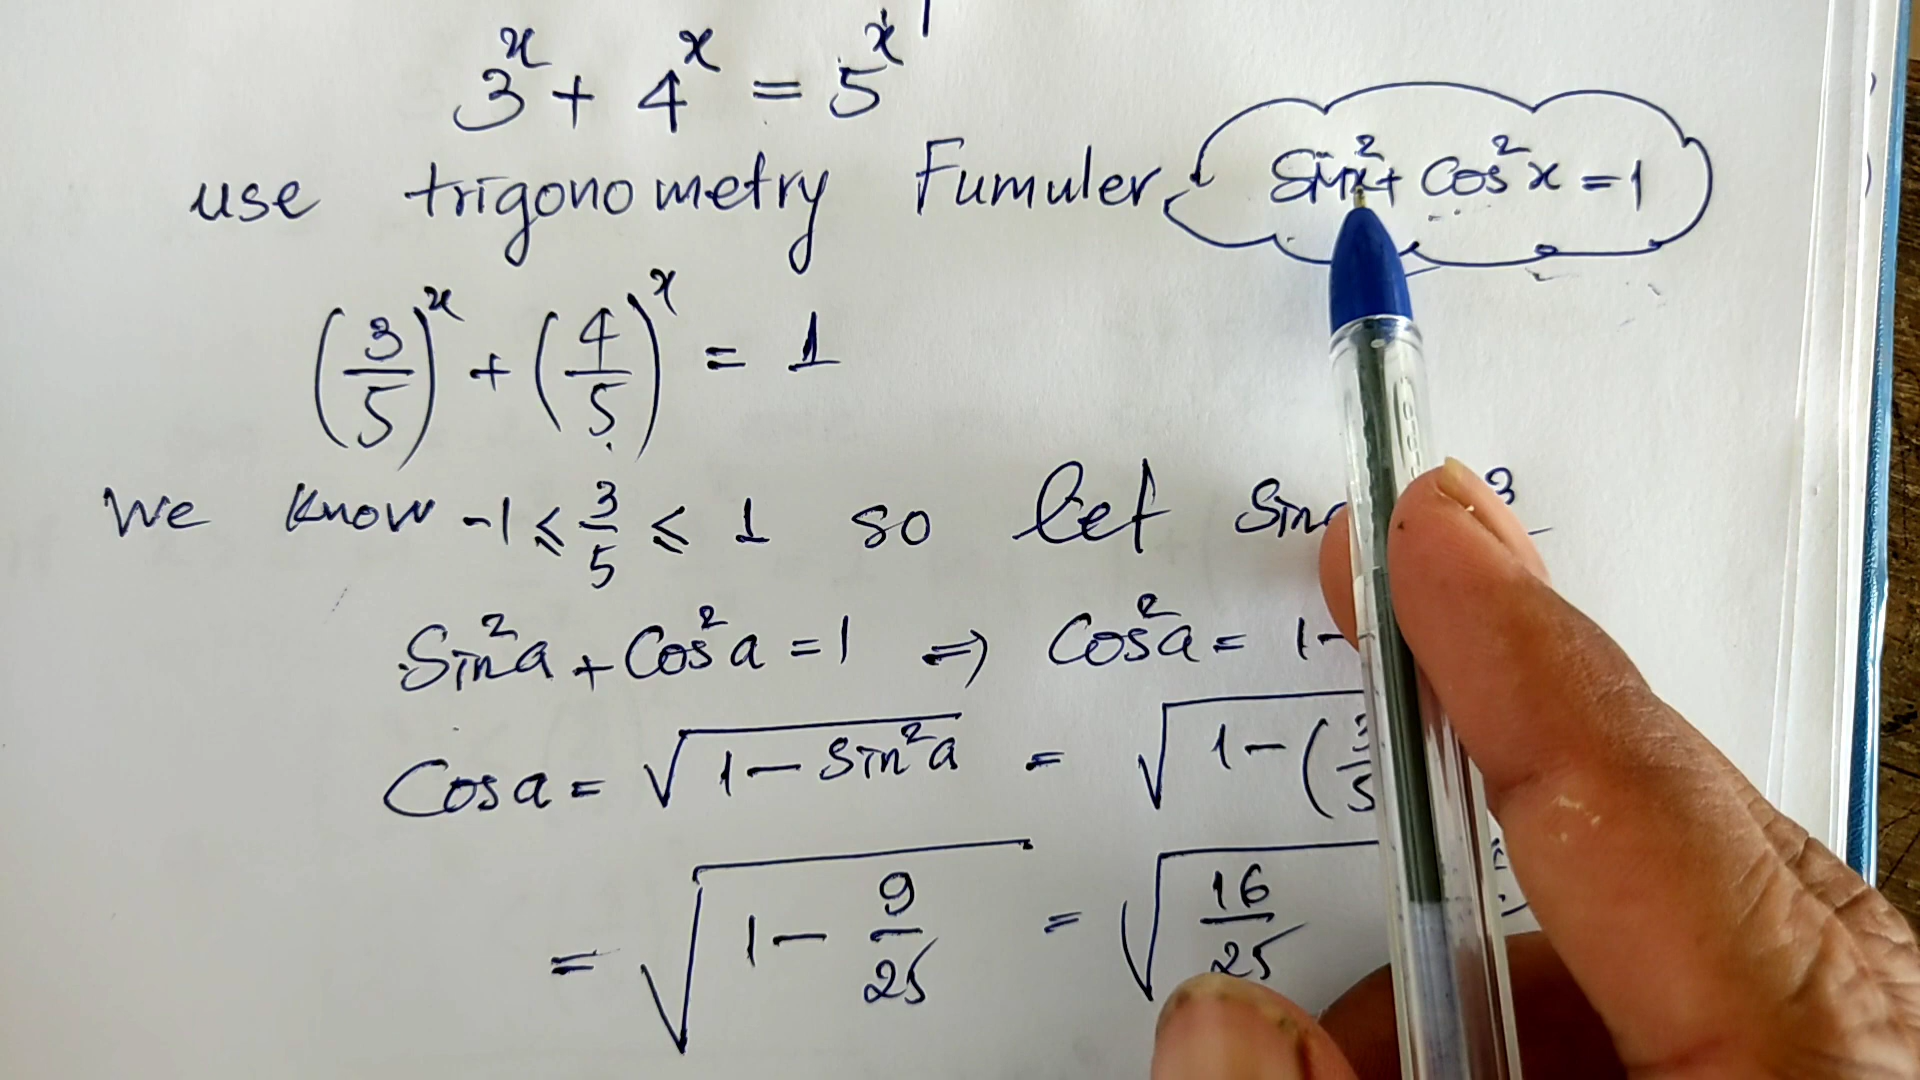 3^x + 4^x = 5^x
use trigonometry Fumuler
Sin²x + Cos²x = 1
(3/5)^x + (4/5)^x = 1
We know -1 ≤ 3/5 ≤ 1 so let Sin 3
Sin²a + Cos²a = 1 ⇒ Cos²a = 1 -
Cos a = √(1 - Sin²a) = √(1 - (3/5
= √(1 - 9/25) = √(16/25)